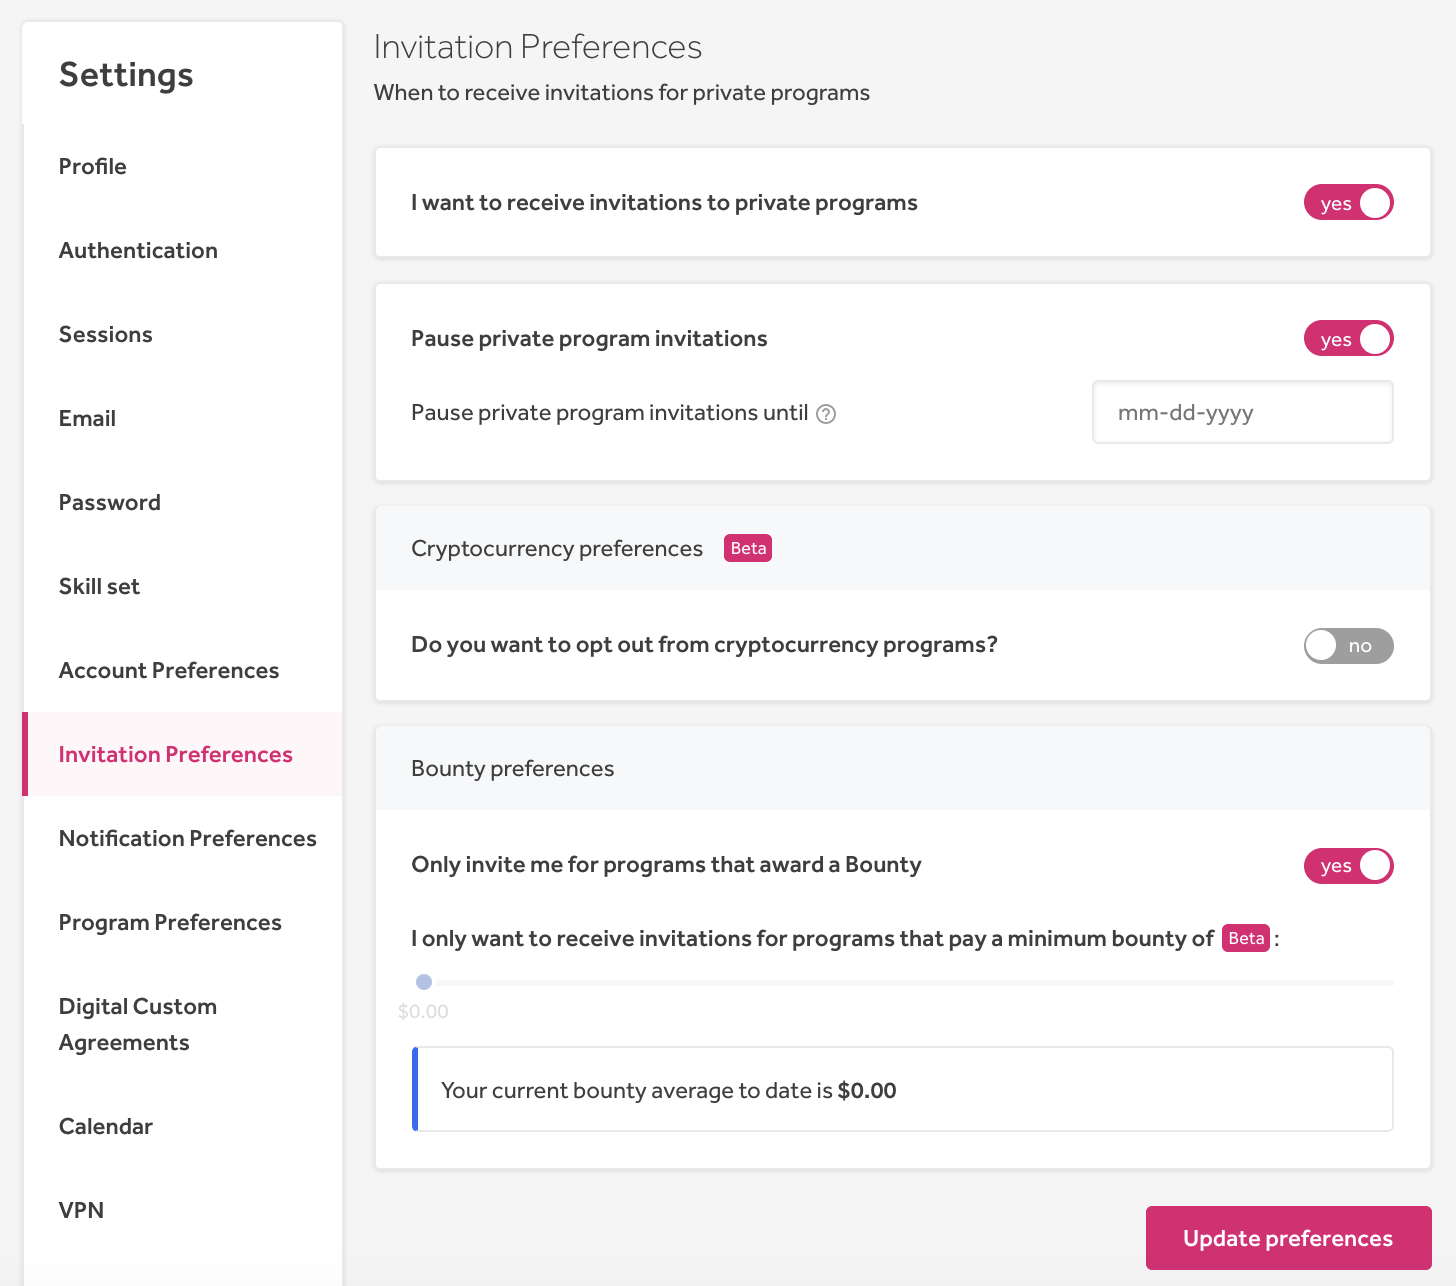 Settings
Profile
Authentication
Sessions
Email
Password
Skill set
Account Preferences
Invitation Preferences
Notification Preferences
Program Preferences
Digital Custom
Agreements
Calendar
VPN
Invitation Preferences
When to receive invitations for private programs
I want to receive invitations to private programs yes
Pause private program invitations yes
Pause private program invitations until ? mm-dd-yyyy
Cryptocurrency preferences Beta
Do you want to opt out from cryptocurrency programs? no
Bounty preferences
Only invite me for programs that award a Bounty yes
I only want to receive invitations for programs that pay a minimum bounty of Beta :
$0.00
Your current bounty average to date is $0.00
Update preferences